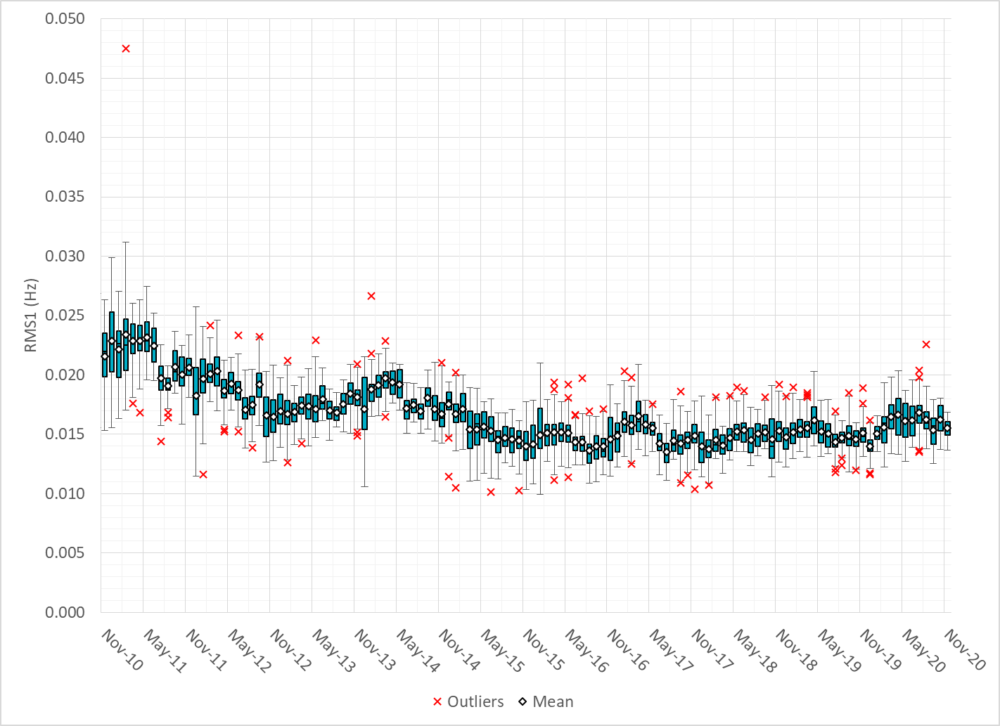 0.050
0.045
0.040
0.035
0.030
0.025
0.020
0.015
0.010
0.005
0.000
RMS1 (Hz)
Nov-10
May-11
Nov-11
May-12
Nov-12
May-13
Nov-13
May-14
Nov-14
May-15
Nov-15
May-16
Nov-16
May-17
Nov-17
May-18
Nov-18
May-19
Nov-19
May-20
Nov-20
Outliers Mean